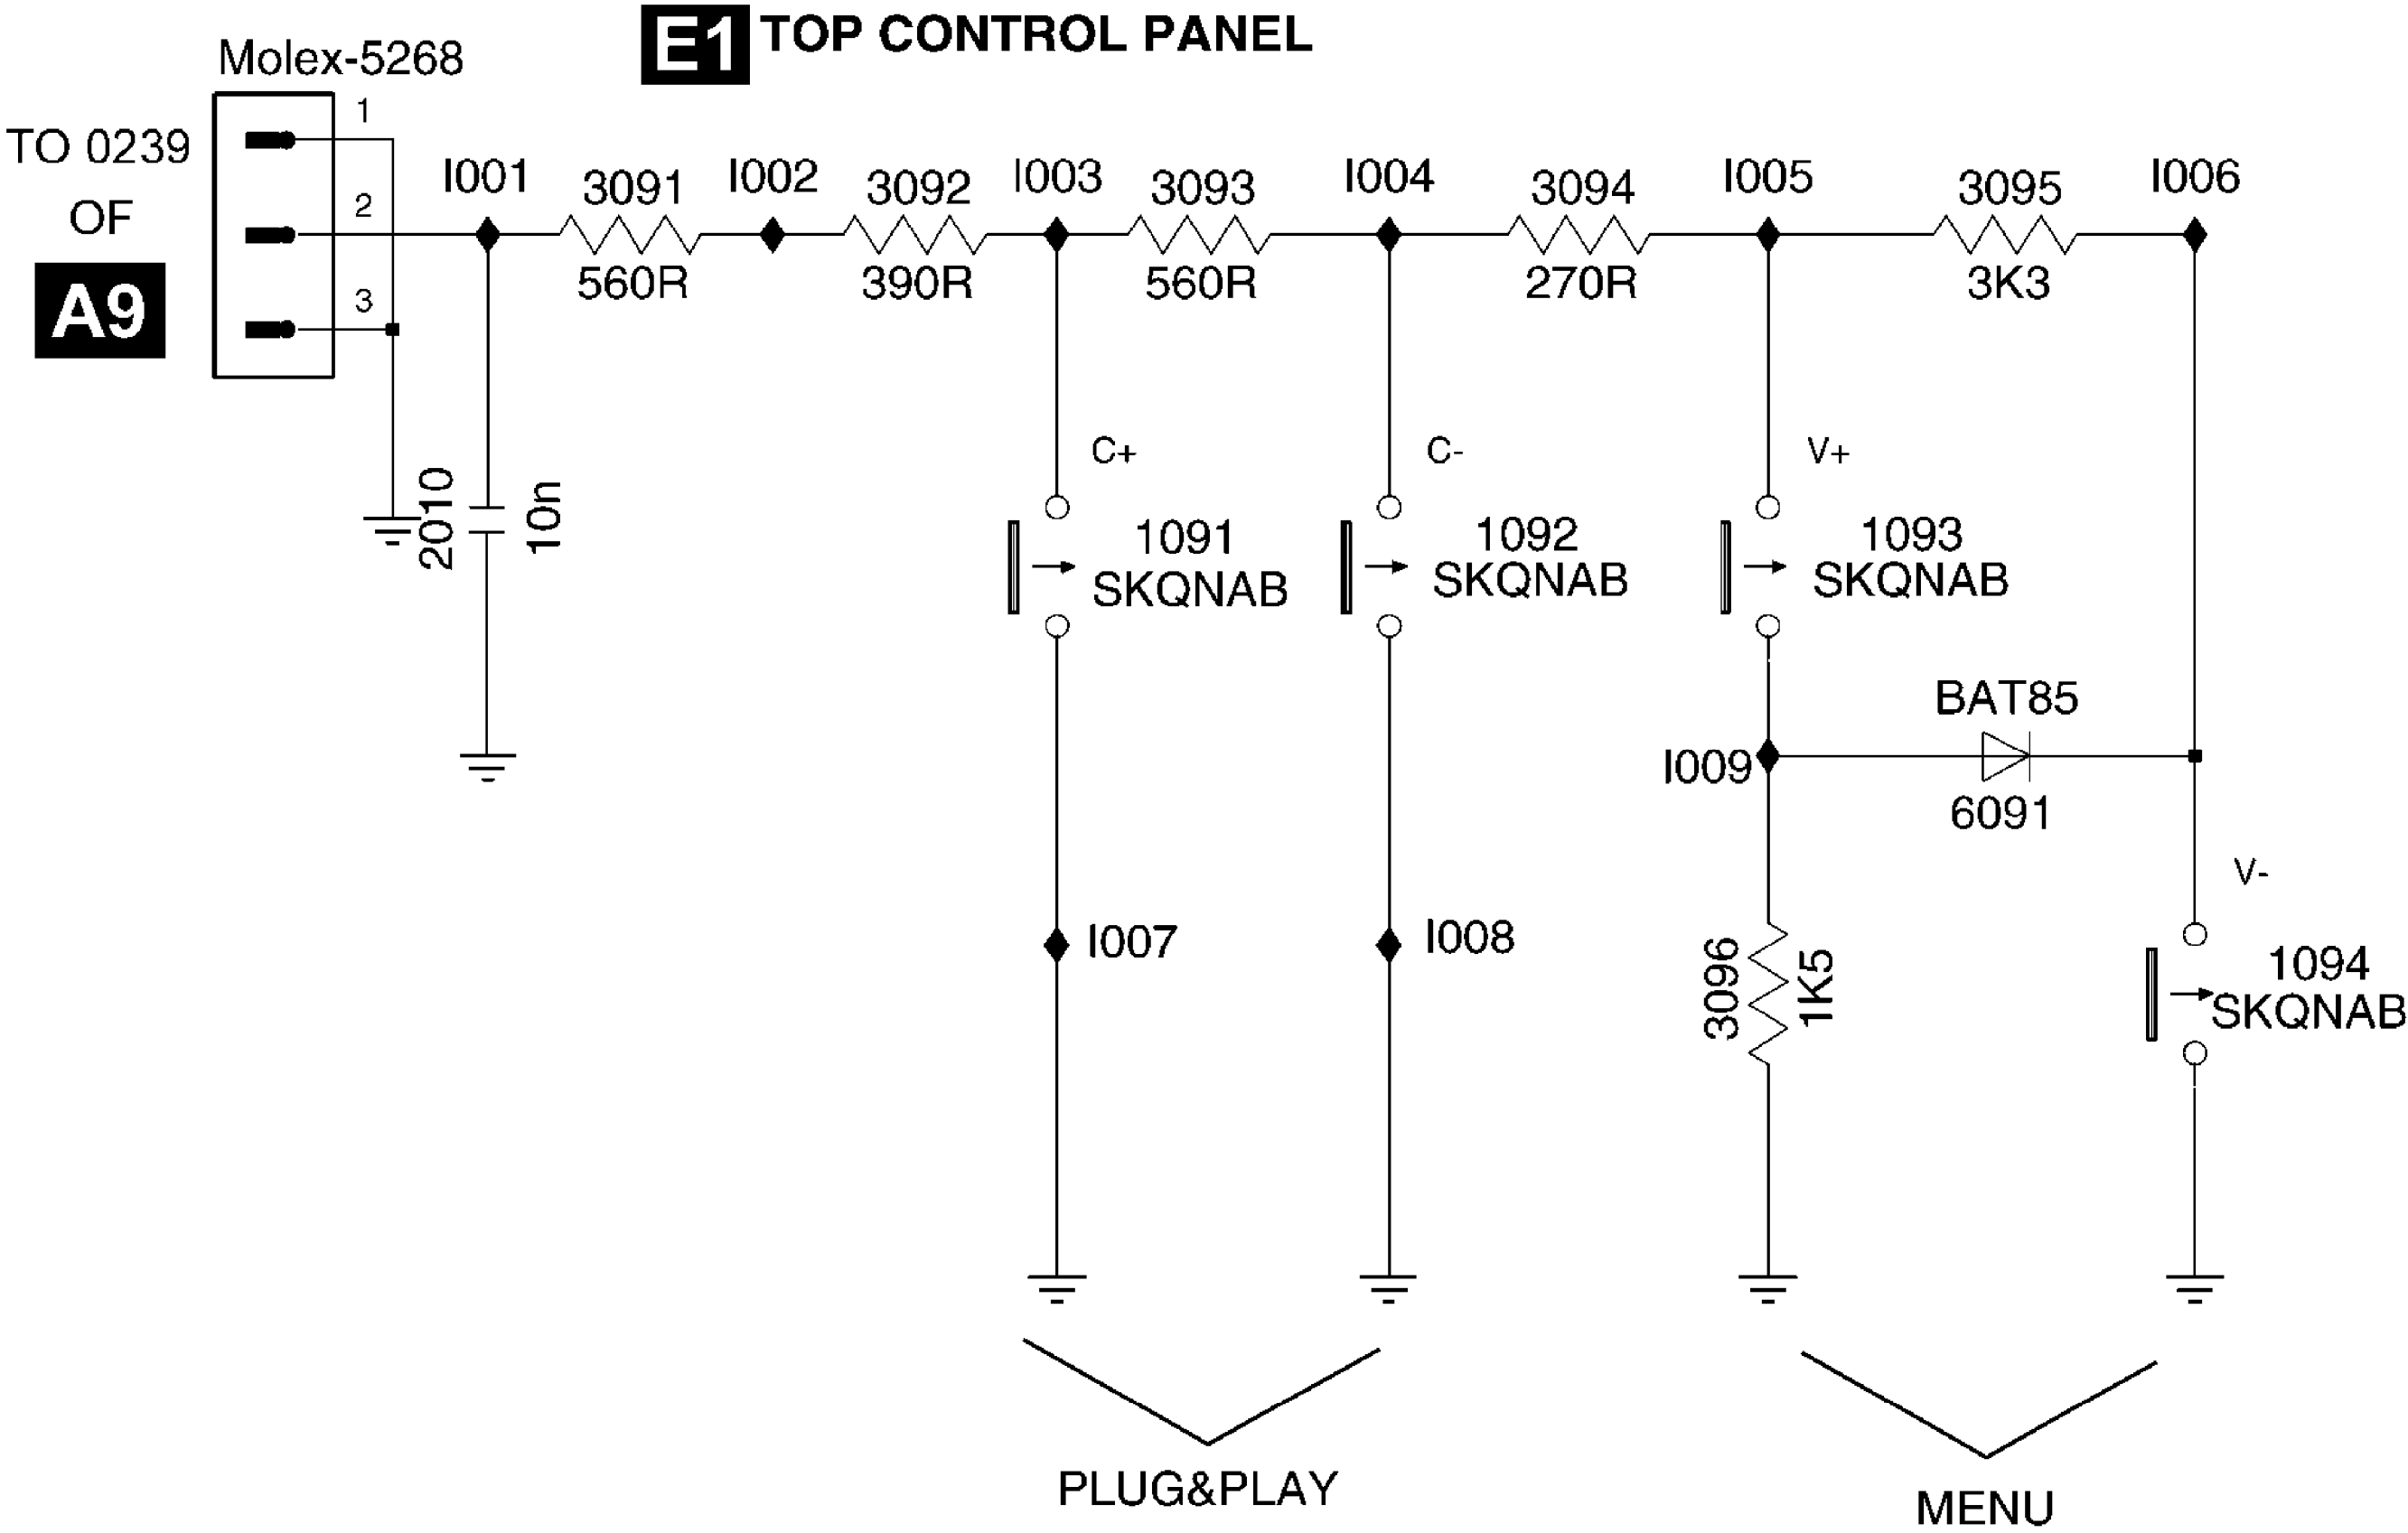 E1 TOP CONTROL PANEL
Molex-5268
TO 0239
OF
A9
1
2
3
I001
3091
560R
I002
3092
390R
I003
3093
560R
I004
3094
270R
I005
3095
3K3
I006
2010
10n
C+
1091
SKQNAB
C-
1092
SKQNAB
V+
1093
SKQNAB
BAT85
6091
I009
V-
I007
I008
3096
1K5
1094
SKQNAB
PLUG&PLAY
MENU